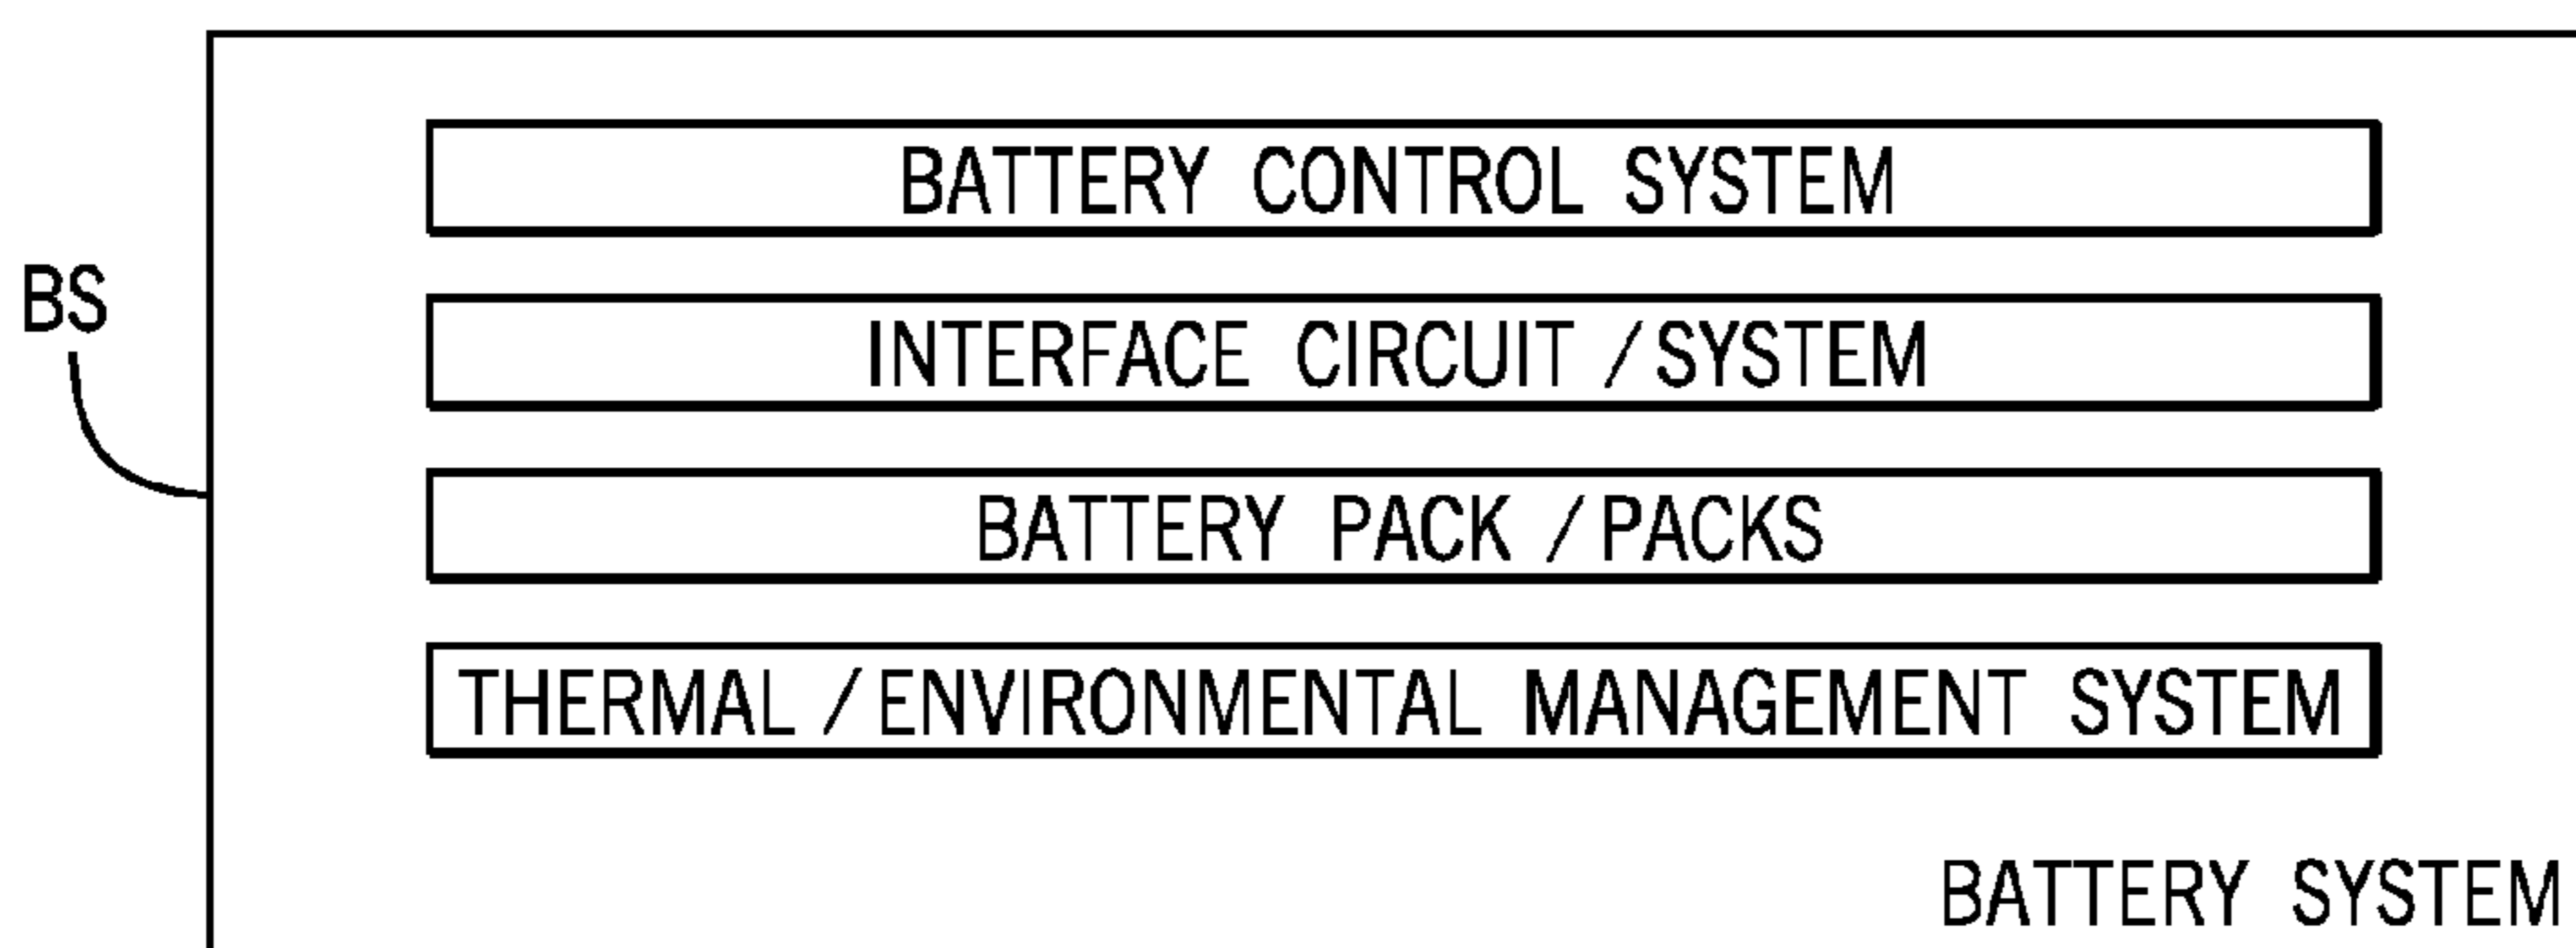 BATTERY CONTROL SYSTEM
BS
INTERFACE CIRCUIT / SYSTEM
BATTERY PACK / PACKS
THERMAL / ENVIRONMENTAL MANAGEMENT SYSTEM
BATTERY SYSTEM